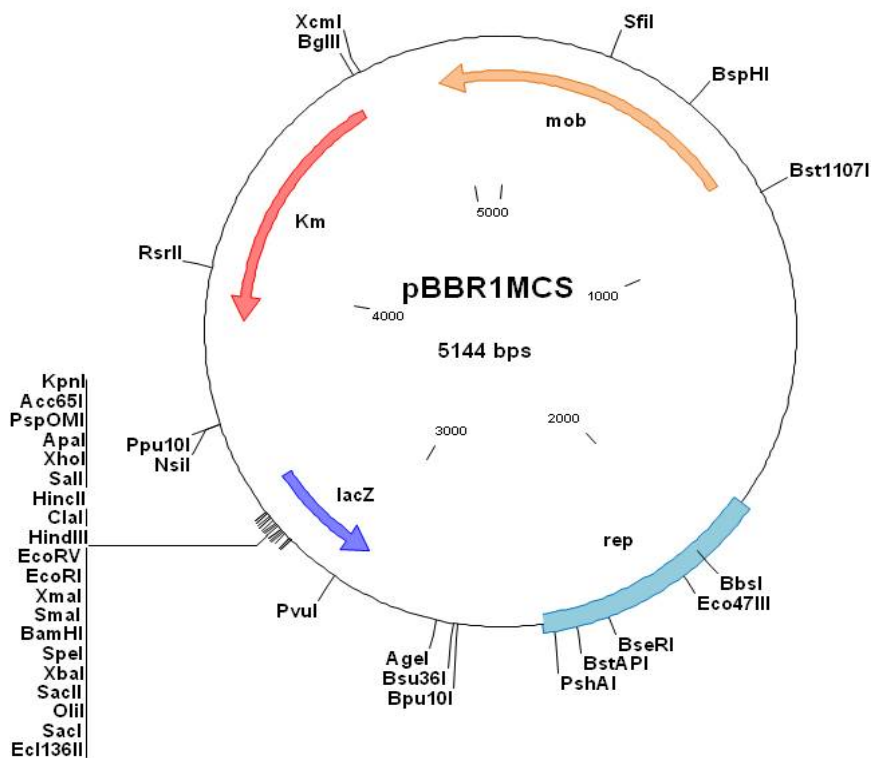 XcmI
BglII
SfiI
BspHI
mob
Bst1107I
Km
5000
RsrII
pBBR1MCS
1000
4000
5144 bps
KpnI
Acc65I
PspOMI
ApaI
XhoI
SalI
HincII
ClaI
HindIII
EcoRV
EcoRI
XmaI
SmaI
BamHI
SpeI
XbaI
SacII
OliI
SacI
Ecl136II
Ppu10I
NsiI
3000
2000
lacZ
rep
PvuI
BbsI
Eco47III
BseRI
BstAPI
PshAI
AgeI
Bsu36I
Bpu10I